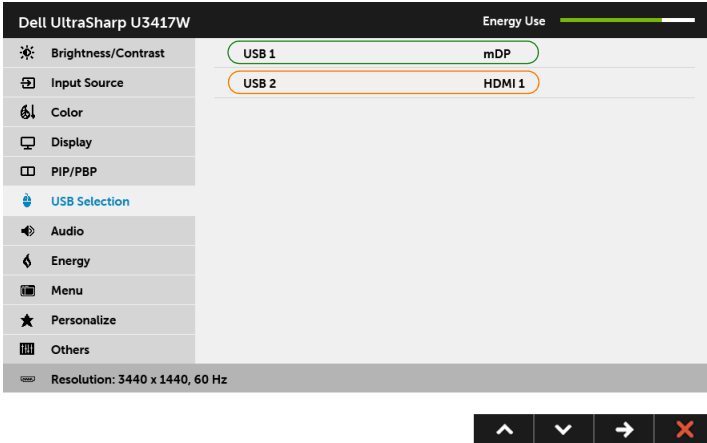 Dell UltraSharp U3417W
Energy Use
Brightness/Contrast
USB 1 mDP
Input Source
USB 2 HDMI 1
Color
Display
PIP/PBP
USB Selection
Audio
Energy
Menu
Personalize
Others
Resolution: 3440 x 1440, 60 Hz